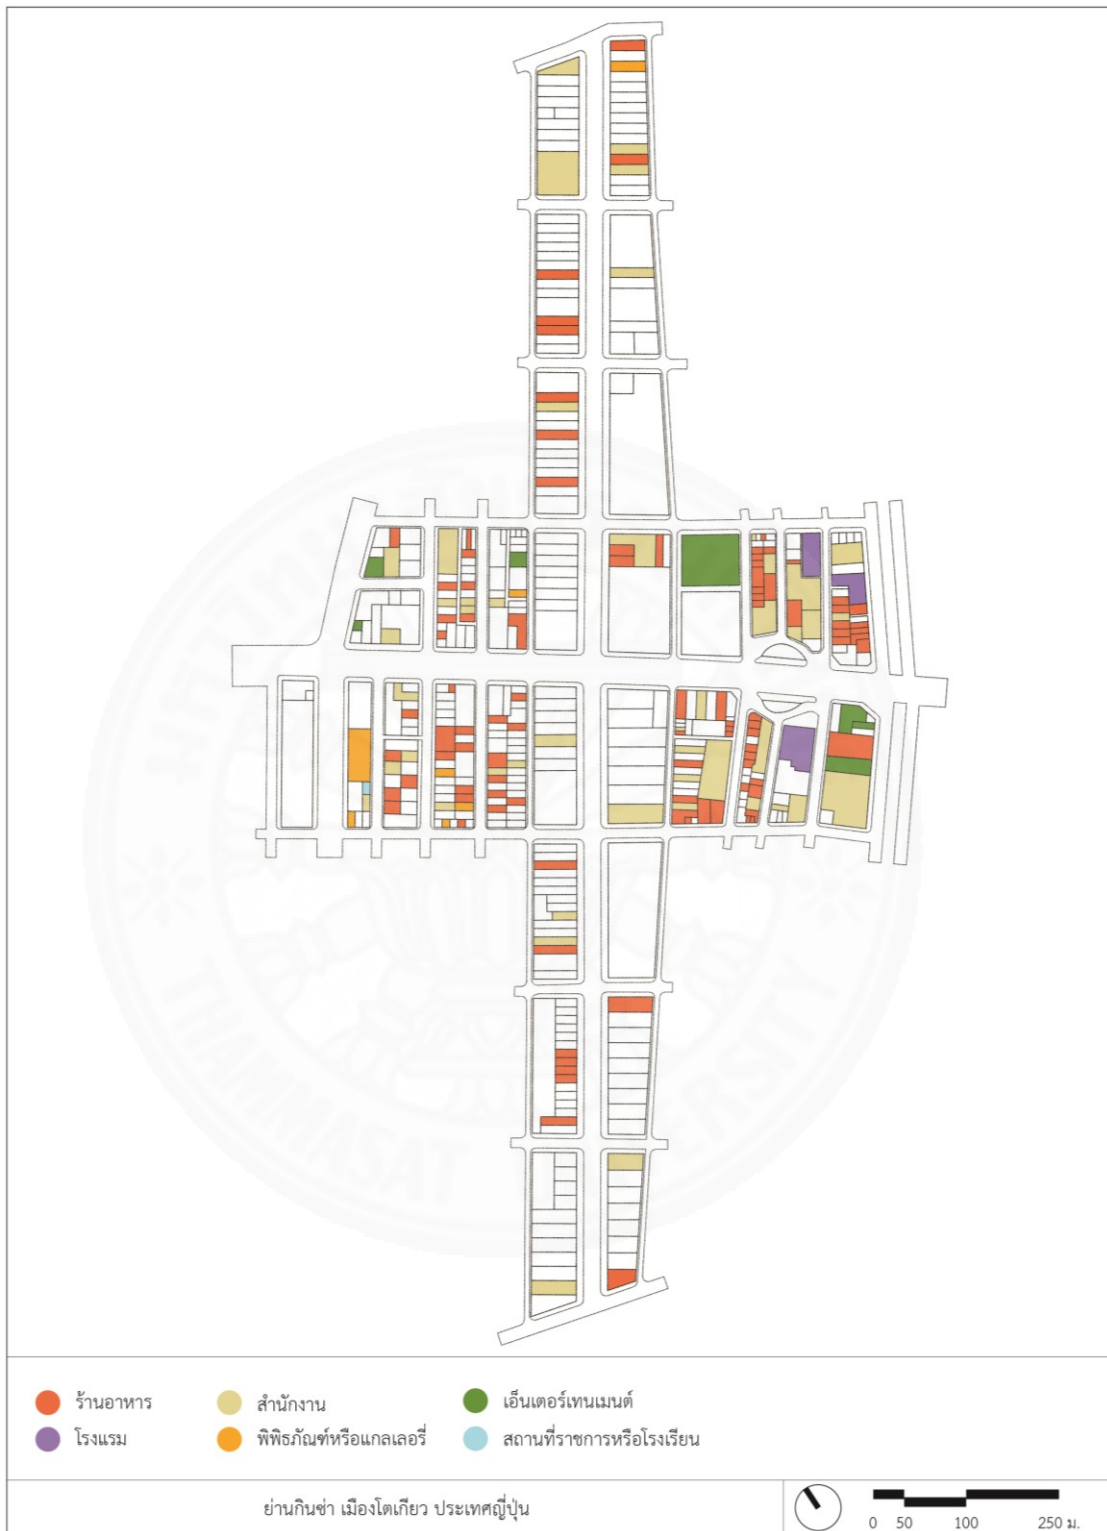 THAMMASAT UNIVERSITY
ร้านอาหาร
สำนักงาน
เอ็นเตอร์เทนเมนต์
โรงแรม
พิพิธภัณฑ์หรือแกลเลอรี่
สถานที่ราชการหรือโรงเรียน
ย่านกินซ่า เมืองโตเกียว ประเทศญี่ปุ่น
0 50 100 250 ม.